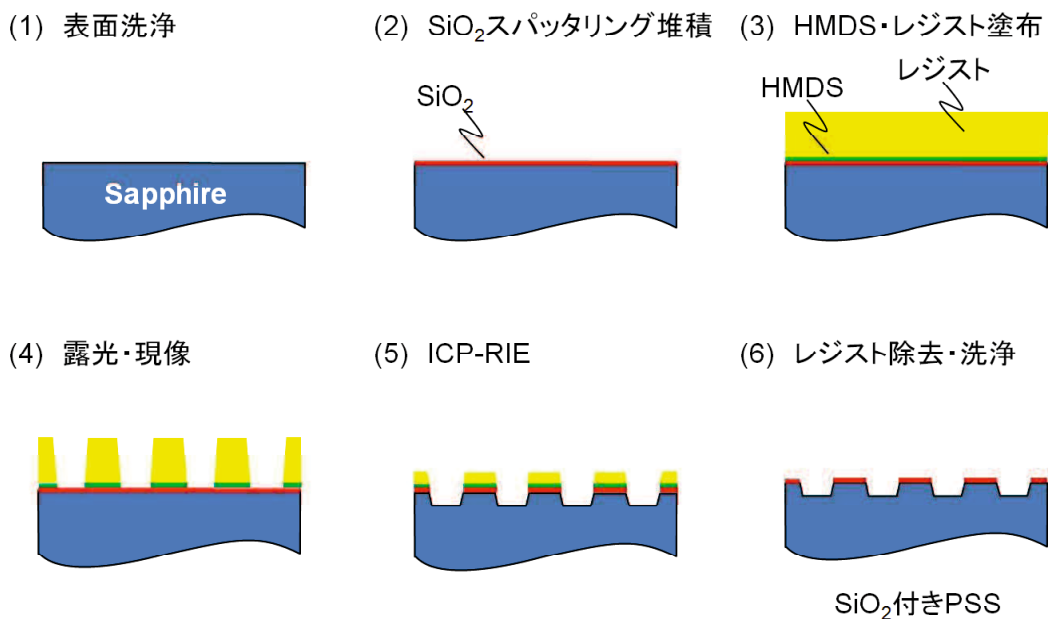 (1) 表面洗浄
(2) SiO₂スパッタリング堆積
(3) HMDS・レジスト塗布
Sapphire
SiO₂
HMDS
レジスト
(4) 露光・現像
(5) ICP-RIE
(6) レジスト除去・洗浄
SiO₂付きPSS